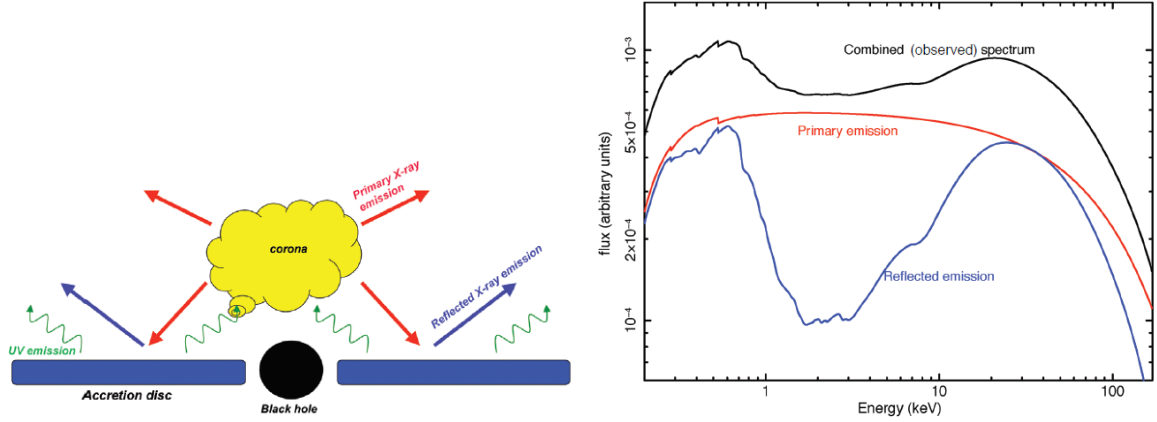 Primary X-ray
emission
corona
Reflected X-ray emission
UV emission
Accretion disc
Black hole
Combined (observed) spectrum
Primary emission
Reflected emission
flux (arbitrary units)
10⁻³
5×10⁻⁴
2×10⁻⁴
10⁻⁴
1
10
100
Energy (keV)